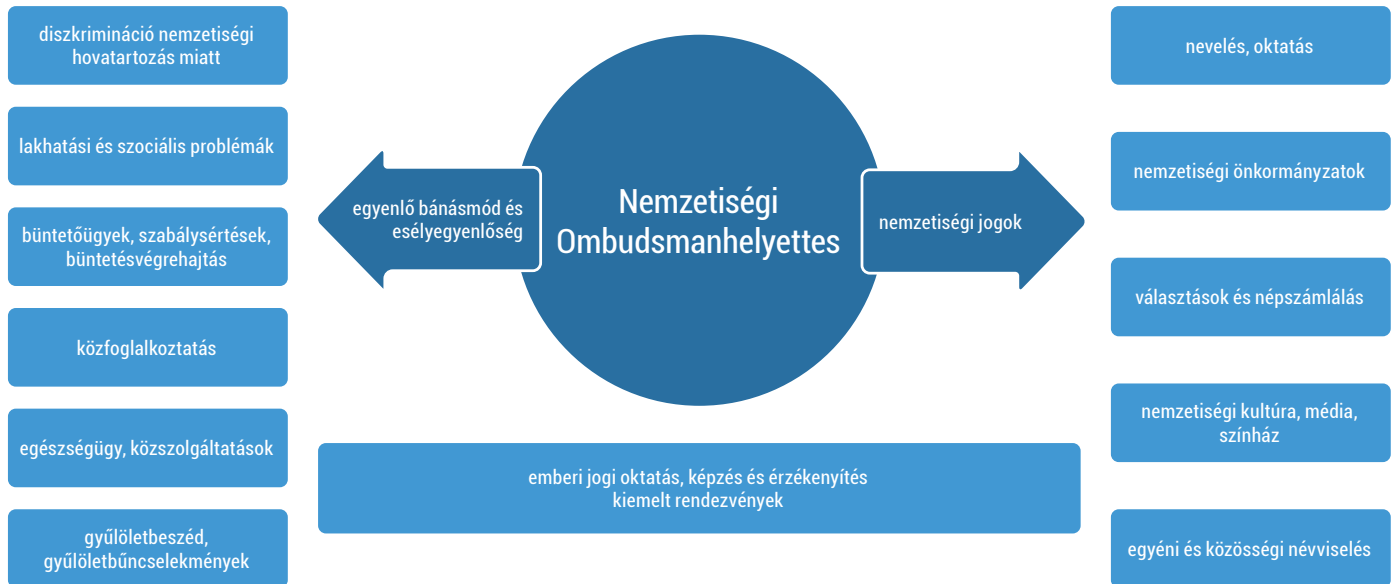 diszkrimináció nemzetiségi
hovatartozás miatt
lakhatási és szociális problémák
büntetőügyek, szabálysértések,
büntetésvégrehajtás
közfoglalkoztatás
egészségügy, közszolgáltatások
gyűlöletbeszéd,
gyűlöletbűncselekmények
egyenlő bánásmód és
esélyegyenlőség
Nemzetiségi
Ombudsmanhelyettes
nemzetiségi jogok
emberi jogi oktatás, képzés és érzékenyítés
kiemelt rendezvények
nevelés, oktatás
nemzetiségi önkormányzatok
választások és népszámlálás
nemzetiségi kultúra, média,
színház
egyéni és közösségi névviselés